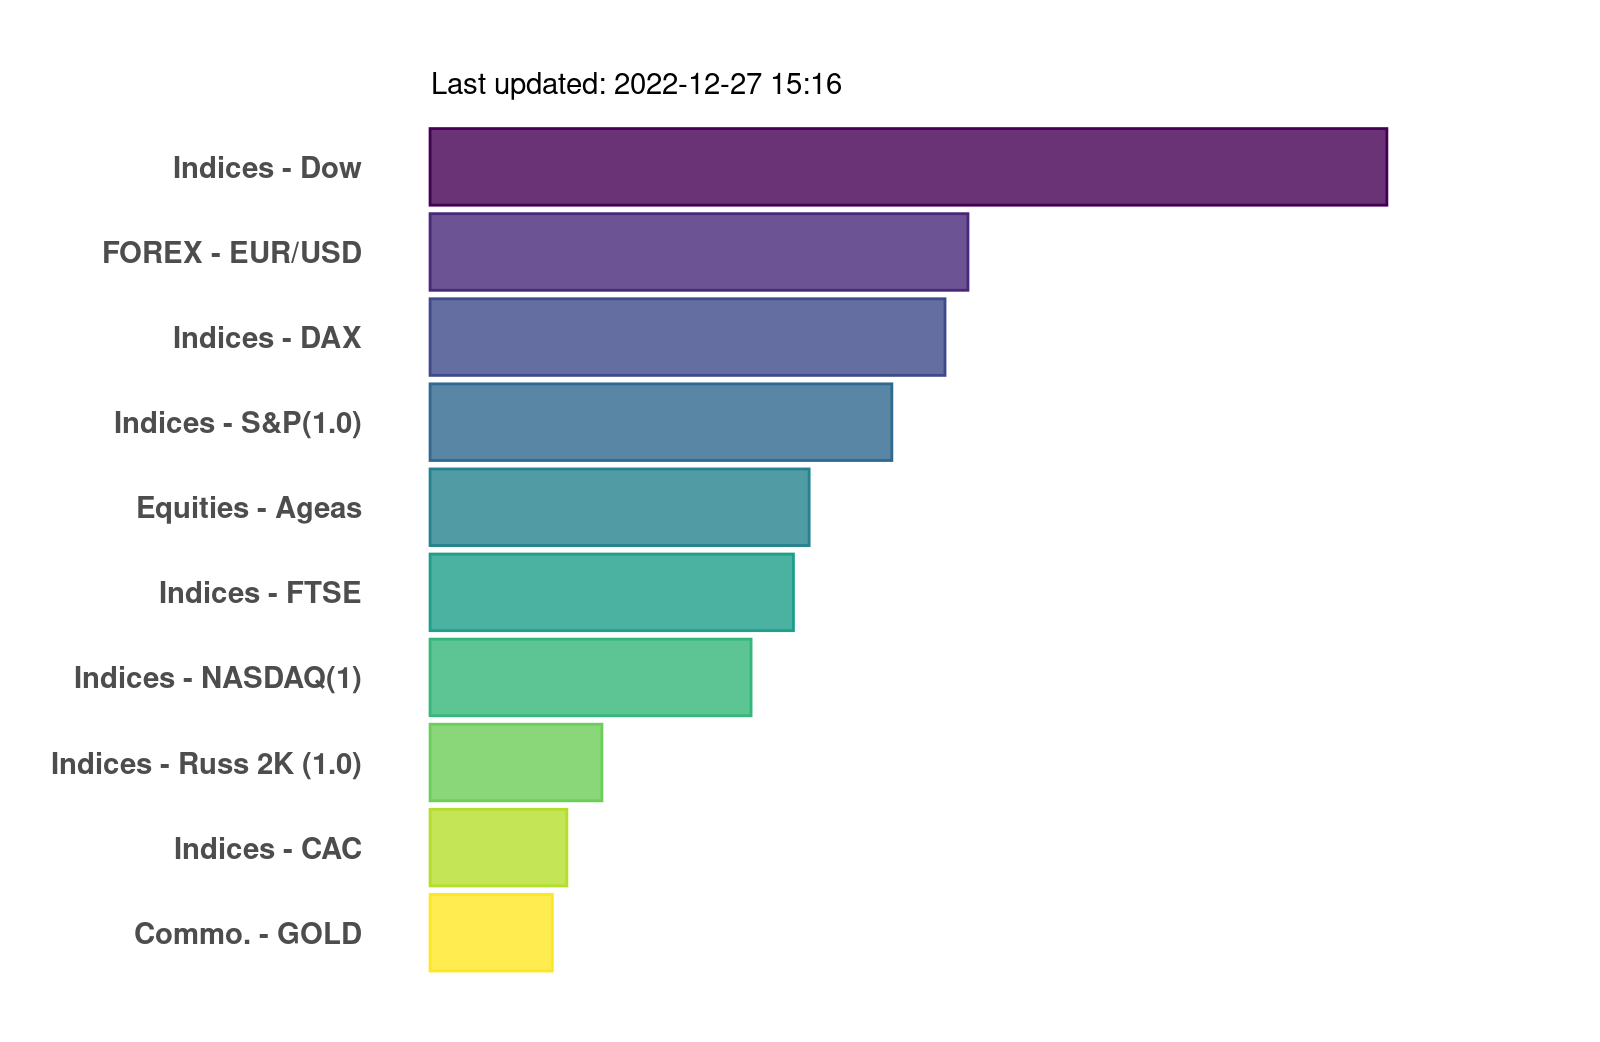 Last updated: 2022-12-27 15:16
Indices - Dow
FOREX - EUR/USD
Indices - DAX
Indices - S&P(1.0)
Equities - Ageas
Indices - FTSE
Indices - NASDAQ(1)
Indices - Russ 2K (1.0)
Indices - CAC
Commo. - GOLD